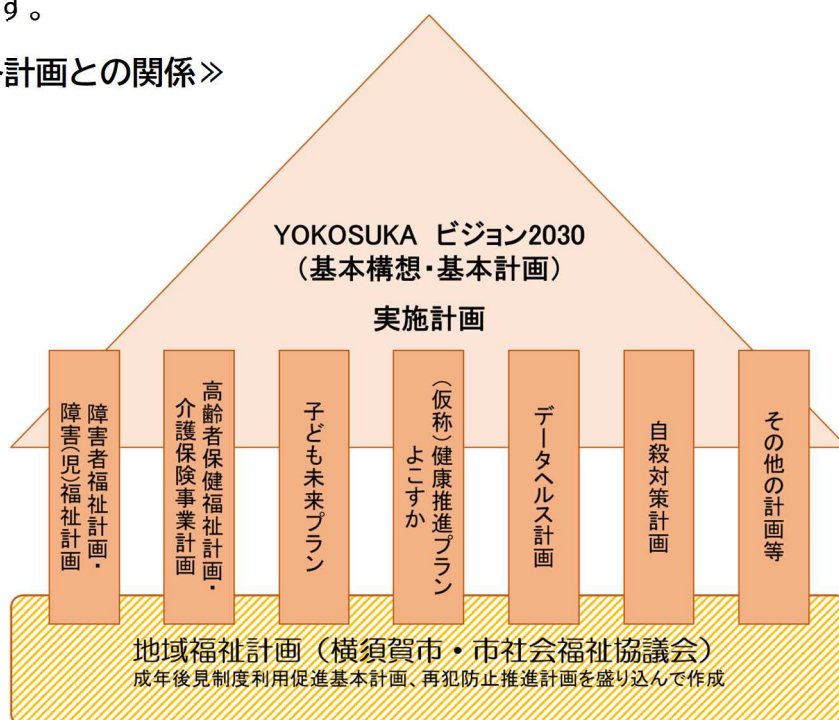 す。
計画との関係≫
YOKOSUKA ビジョン2030
（基本構想・基本計画）
実施計画
障害者福祉計画・
障害（児）福祉計画
高齢者保健福祉計画・
介護保険事業計画
子ども未来プラン
（仮称）健康推進プラン
よこすか
データヘルス計画
自殺対策計画
その他の計画等
地域福祉計画（横須賀市・市社会福祉協議会）
成年後見制度利用促進基本計画、再犯防止推進計画を盛り込んで作成